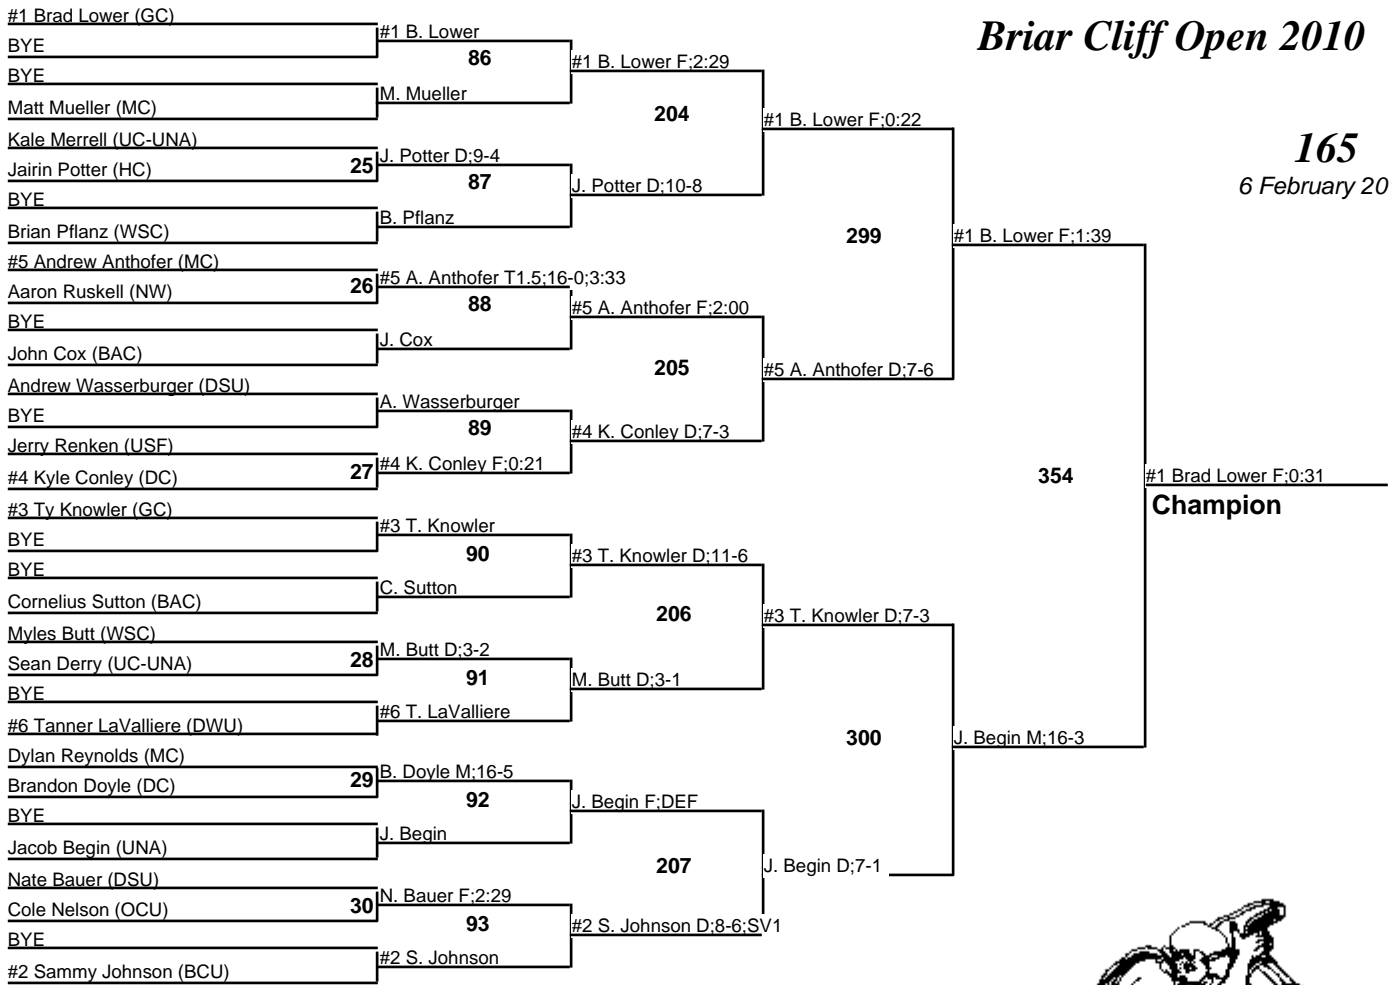 Briar Cliff Open 2010
165
6 February 20
#1 Brad Lower (GC)
BYE
BYE
Matt Mueller (MC)
Kale Merrell (UC-UNA)
Jairin Potter (HC)
BYE
Brian Pflanz (WSC)
#5 Andrew Anthofer (MC)
Aaron Ruskell (NW)
BYE
John Cox (BAC)
Andrew Wasserburger (DSU)
BYE
Jerry Renken (USF)
#4 Kyle Conley (DC)
#3 Ty Knowler (GC)
BYE
BYE
Cornelius Sutton (BAC)
Myles Butt (WSC)
Sean Derry (UC-UNA)
BYE
#6 Tanner LaValliere (DWU)
Dylan Reynolds (MC)
Brandon Doyle (DC)
BYE
Jacob Begin (UNA)
Nate Bauer (DSU)
Cole Nelson (OCU)
BYE
#2 Sammy Johnson (BCU)
25
26
27
28
29
30
#1 B. Lower
86
M. Mueller
J. Potter D;9-4
87
B. Pflanz
#5 A. Anthofer T1.5;16-0;3:33
88
J. Cox
A. Wasserburger
89
#4 K. Conley F;0:21
#3 T. Knowler
90
C. Sutton
M. Butt D;3-2
91
#6 T. LaValliere
B. Doyle M;16-5
92
J. Begin
N. Bauer F;2:29
93
#2 S. Johnson
#1 B. Lower F;2:29
204
J. Potter D;10-8
#5 A. Anthofer F;2:00
205
#4 K. Conley D;7-3
#3 T. Knowler D;11-6
206
M. Butt D;3-1
J. Begin F;DEF
207
#2 S. Johnson D;8-6;SV1
#1 B. Lower F;0:22
299
#5 A. Anthofer D;7-6
#3 T. Knowler D;7-3
300
J. Begin D;7-1
#1 B. Lower F;1:39
354
J. Begin M;16-3
#1 Brad Lower F;0:31
Champion